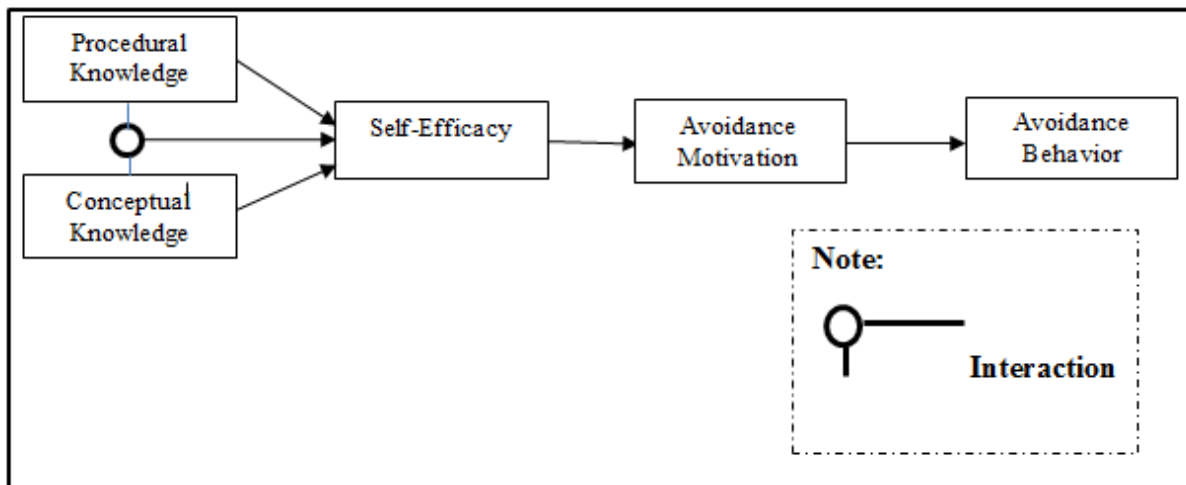 Procedural
Knowledge
Conceptual
Knowledge
Self-Efficacy
Avoidance
Motivation
Avoidance
Behavior
Note:
Interaction